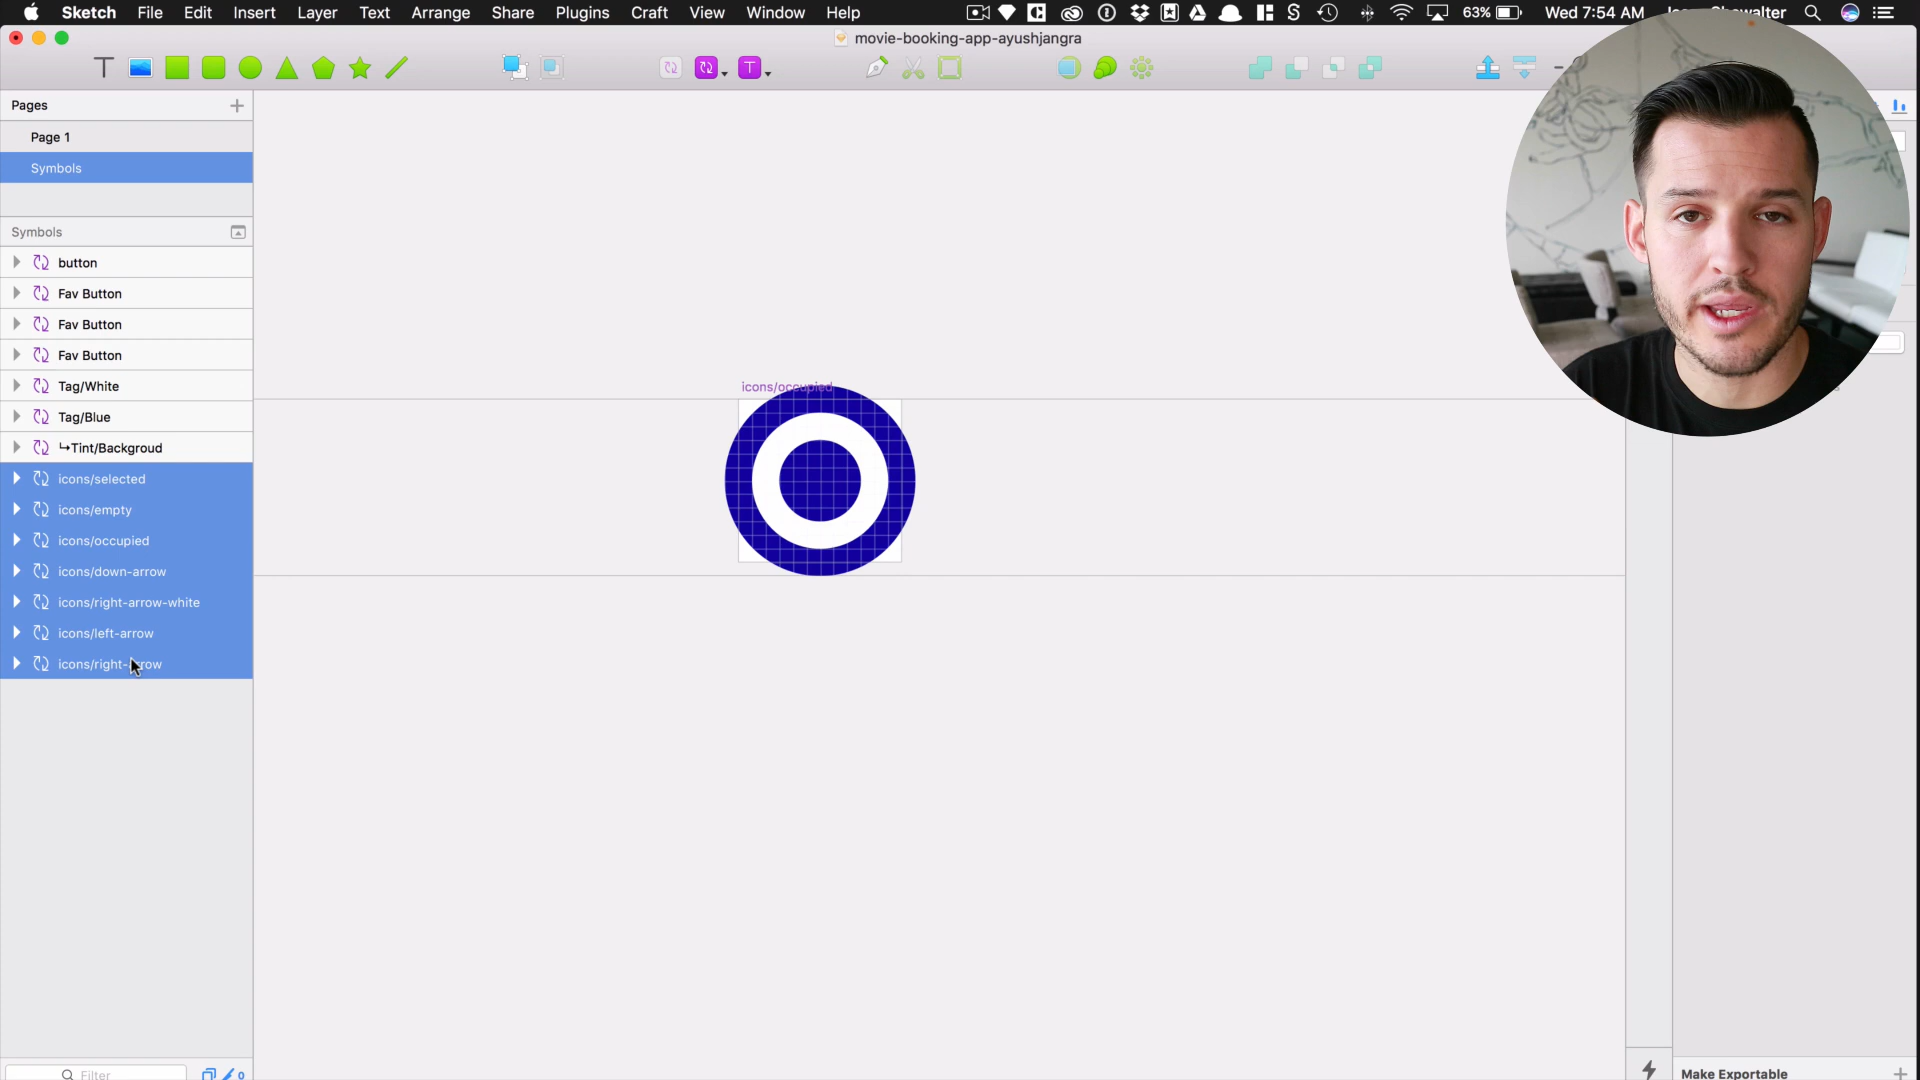 Sketch File Edit Insert Layer Text Arrange Share Plugins Craft View Window Help 63% Wed 7:54 AM
movie-booking-app-ayushjangra
Pages
Page 1
Symbols
Symbols
button
Fav Button
Fav Button
Fav Button
Tag/White
Tag/Blue
↳Tint/Backgroud
icons/selected
icons/empty
icons/occupied
icons/down-arrow
icons/right-arrow-white
icons/left-arrow
icons/right-arrow
icons/occupied
Filter
0
Make Exportable